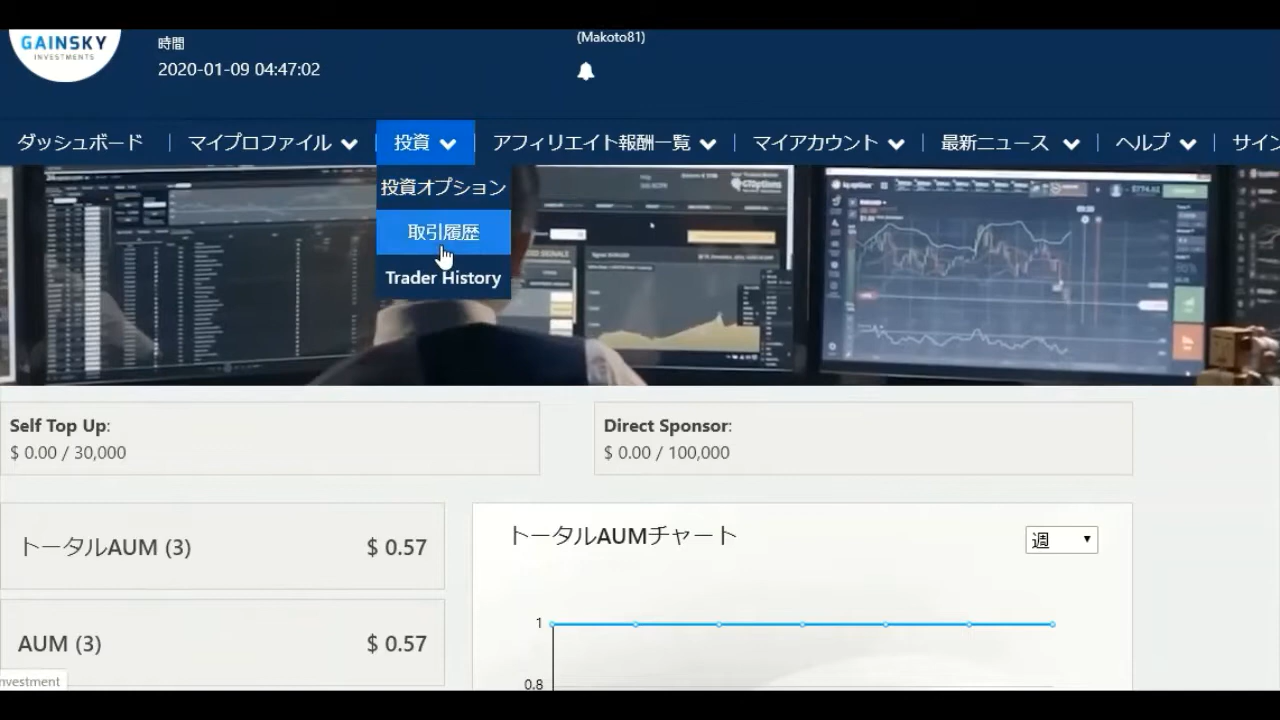 GAINSKY
INVESTMENTS
時間
2020-01-09 04:47:02
(Makoto81)
ダッシュボード
マイプロファイル
投資
アフィリエイト報酬一覧
マイアカウント
最新ニュース
ヘルプ
サイン
投資オプション
取引履歴
Trader History
Self Top Up:
$ 0.00 / 30,000
Direct Sponsor:
$ 0.00 / 100,000
トータルAUM (3)
$ 0.57
トータルAUMチャート
週
AUM (3)
$ 0.57
1
0.8
nvestment